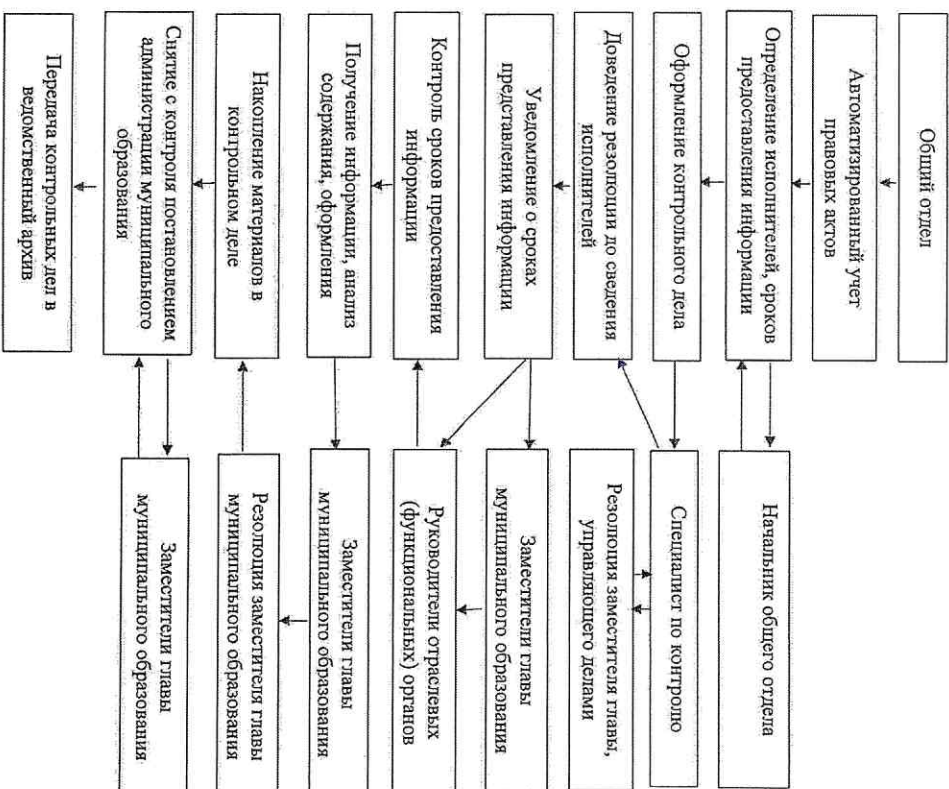 Общий отдел
Автоматизированный учет
правовых актов
Определение исполнителей, сроков
предоставления информации
Начальник общего отдела
Оформление контрольного дела
Специалист по контролю
Доведение резолюции до сведения
исполнителей
Резолюция заместителя главы,
управляющего делами
Уведомление о сроках
представления информации
Заместители главы
муниципального образования
Контроль сроков предоставления
информации
Руководители отраслевых
(функциональных) органов
Получение информации, анализ
содержания, оформления
Заместители главы
муниципального образования
Накопление материалов в
контрольном деле
Резолюция заместителя главы
муниципального образования
Снятие с контроля постановлением
администрации муниципального
образования
Заместители главы
муниципального образования
Передача контрольных дел в
ведомственный архив